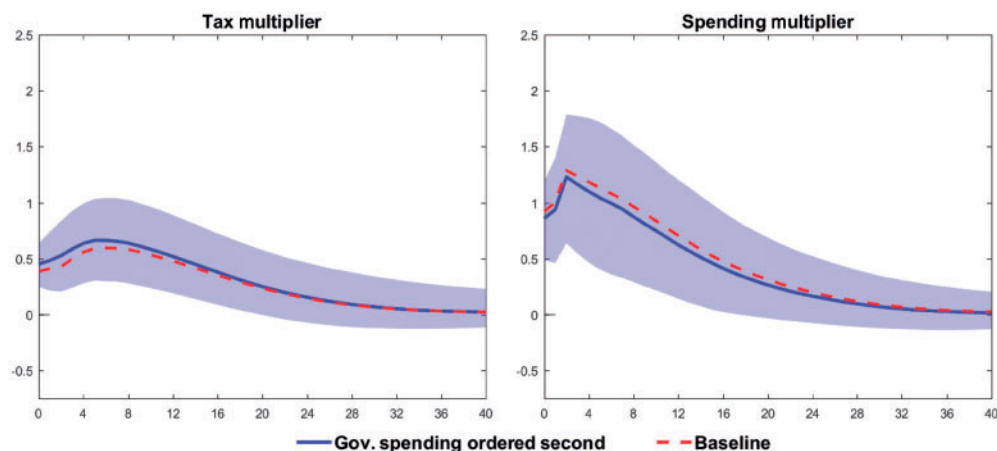 Tax multiplier
2.5
2
1.5
1
0.5
0
-0.5
0 4 8 12 16 20 24 28 32 36 40
Spending multiplier
2.5
2
1.5
1
0.5
0
-0.5
0 4 8 12 16 20 24 28 32 36 40
Gov. spending ordered second Baseline